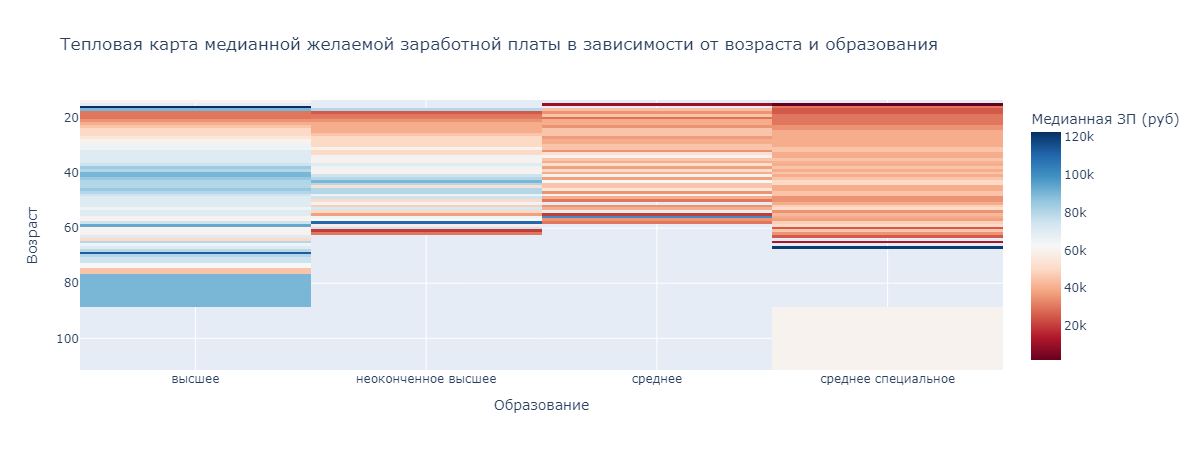 Тепловая карта медианной желаемой заработной платы в зависимости от возраста и образования
Медианная ЗП (руб)
120k
100k
80k
60k
40k
20k
Возраст
20
40
60
80
100
высшее
неоконченное высшее
среднее
среднее специальное
Образование